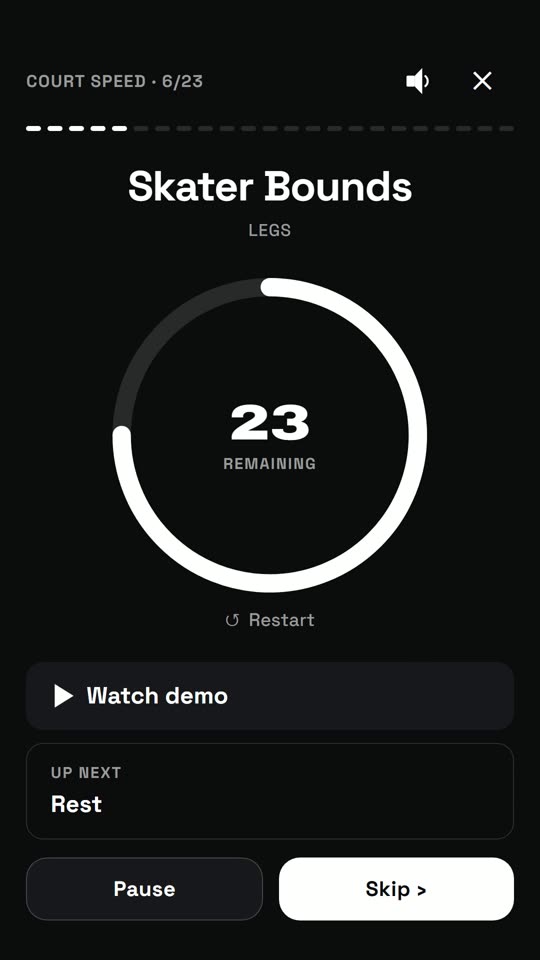 COURT SPEED · 6/23
Skater Bounds
LEGS
23
REMAINING
↺ Restart
▶ Watch demo
UP NEXT
Rest
Pause
Skip >